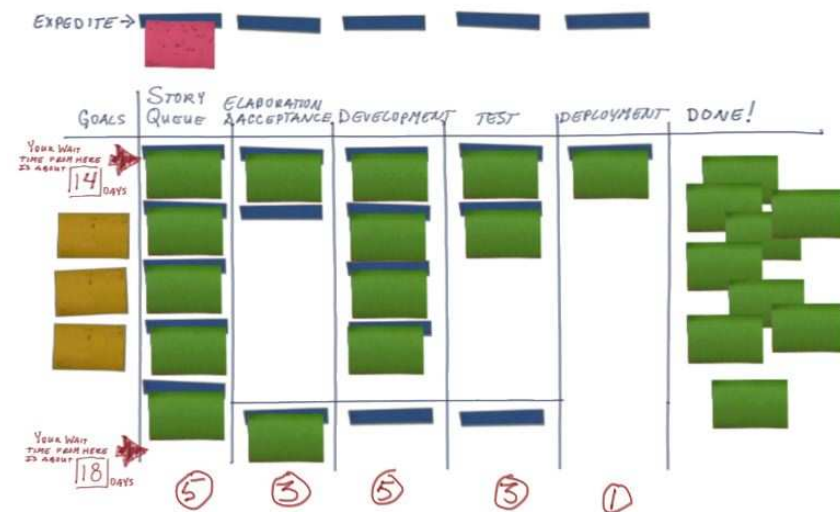 EXPEDITE →
GOALS
STORY
QUEUE
ELABORATION
& ACCEPTANCE
DEVELOPMENT
TEST
DEPLOYMENT
DONE!
YOUR WAIT
TIME FROM HERE
IS ABOUT
14 DAYS
YOUR WAIT
TIME FROM HERE
IS ABOUT
18 DAYS
5
3
5
3
1